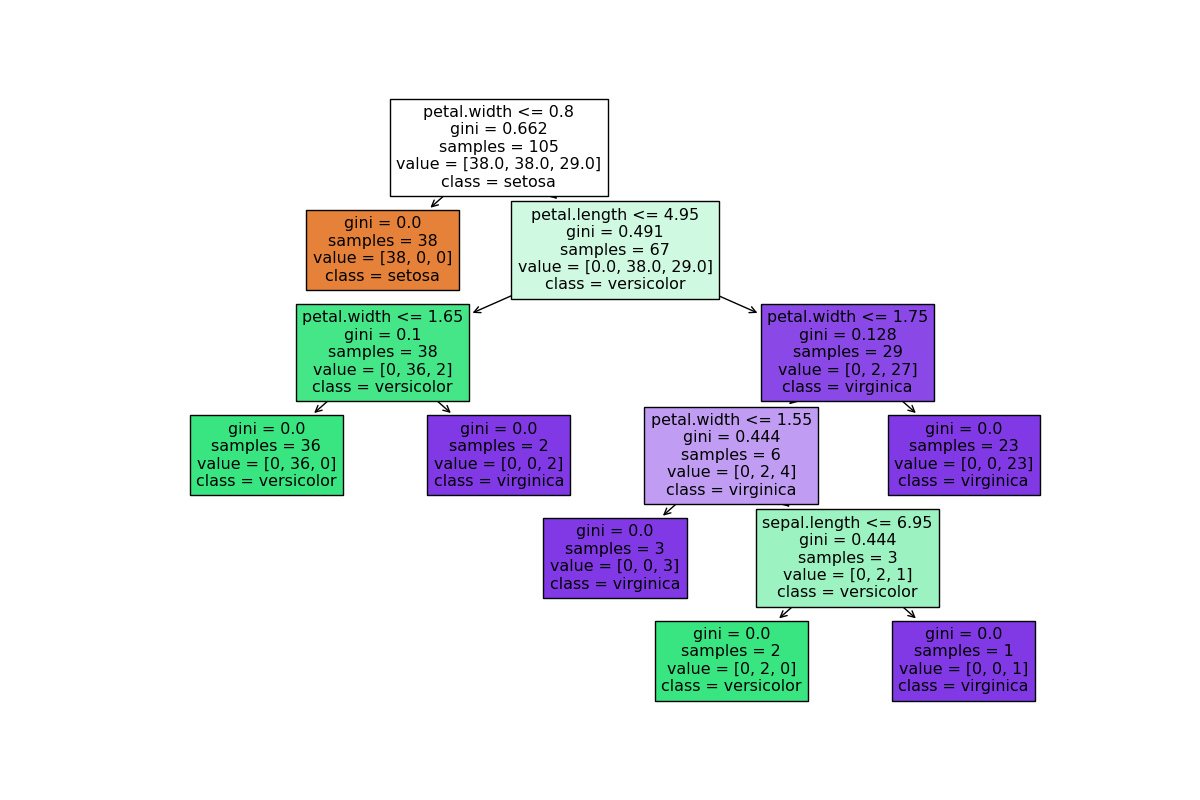 petal.width <= 0.8
gini = 0.662
samples = 105
value = [38.0, 38.0, 29.0]
class = setosa
gini = 0.0
samples = 38
value = [38, 0, 0]
class = setosa
petal.length <= 4.95
gini = 0.491
samples = 67
value = [0.0, 38.0, 29.0]
class = versicolor
petal.width <= 1.65
gini = 0.1
samples = 38
value = [0, 36, 2]
class = versicolor
petal.width <= 1.75
gini = 0.128
samples = 29
value = [0, 2, 27]
class = virginica
gini = 0.0
samples = 36
value = [0, 36, 0]
class = versicolor
gini = 0.0
samples = 2
value = [0, 0, 2]
class = virginica
petal.width <= 1.55
gini = 0.444
samples = 6
value = [0, 2, 4]
class = virginica
gini = 0.0
samples = 23
value = [0, 0, 23]
class = virginica
gini = 0.0
samples = 3
value = [0, 0, 3]
class = virginica
sepal.length <= 6.95
gini = 0.444
samples = 3
value = [0, 2, 1]
class = versicolor
gini = 0.0
samples = 2
value = [0, 2, 0]
class = versicolor
gini = 0.0
samples = 1
value = [0, 0, 1]
class = virginica